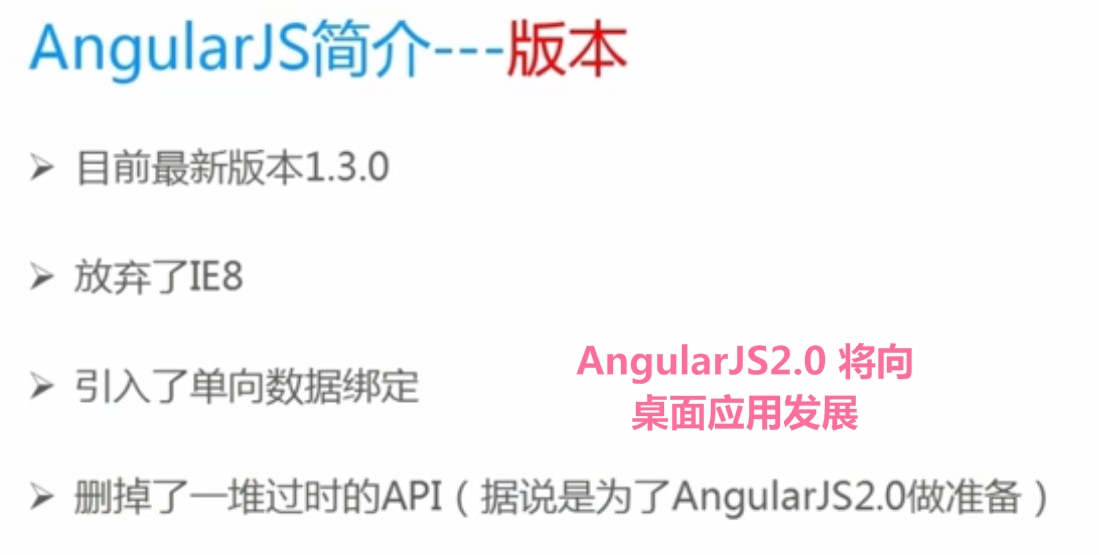 AngularJS简介---版本
目前最新版本1.3.0
放弃了IE8
引入了单向数据绑定
AngularJS2.0 将向
桌面应用发展
删掉了一堆过时的API（据说是为了AngularJS2.0做准备）